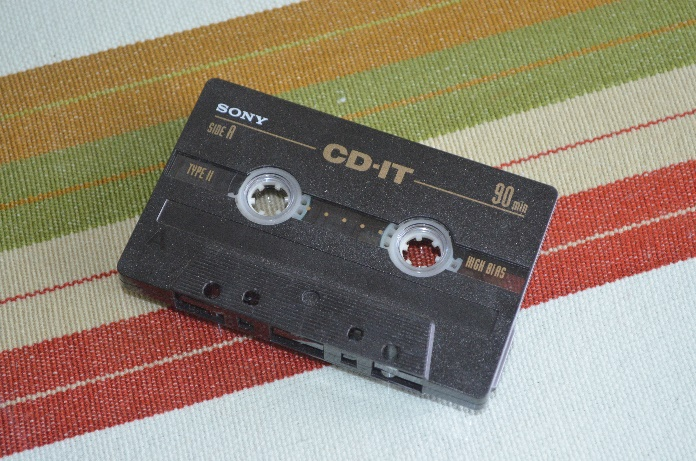 SONY
SIDE A
CD-IT
90 min
TYPE II
HIGH BIAS
A